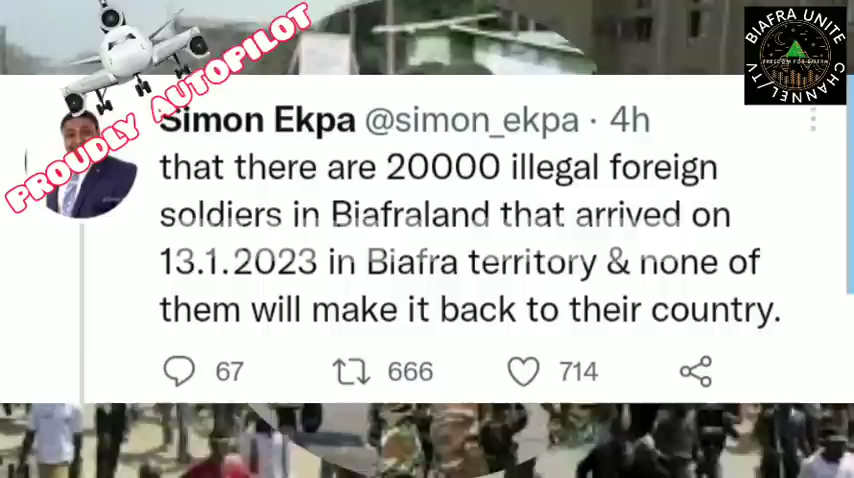 PROUDLY AUTOPILOT
BIAFRA UNITE CHANNEL/TV
FREEDOM FOR BIAFRA
Simon Ekpa @simon_ekpa · 4h
that there are 20000 illegal foreign
soldiers in Biafraland that arrived on
13.1.2023 in Biafra territory & none of
them will make it back to their country.
67 666 714